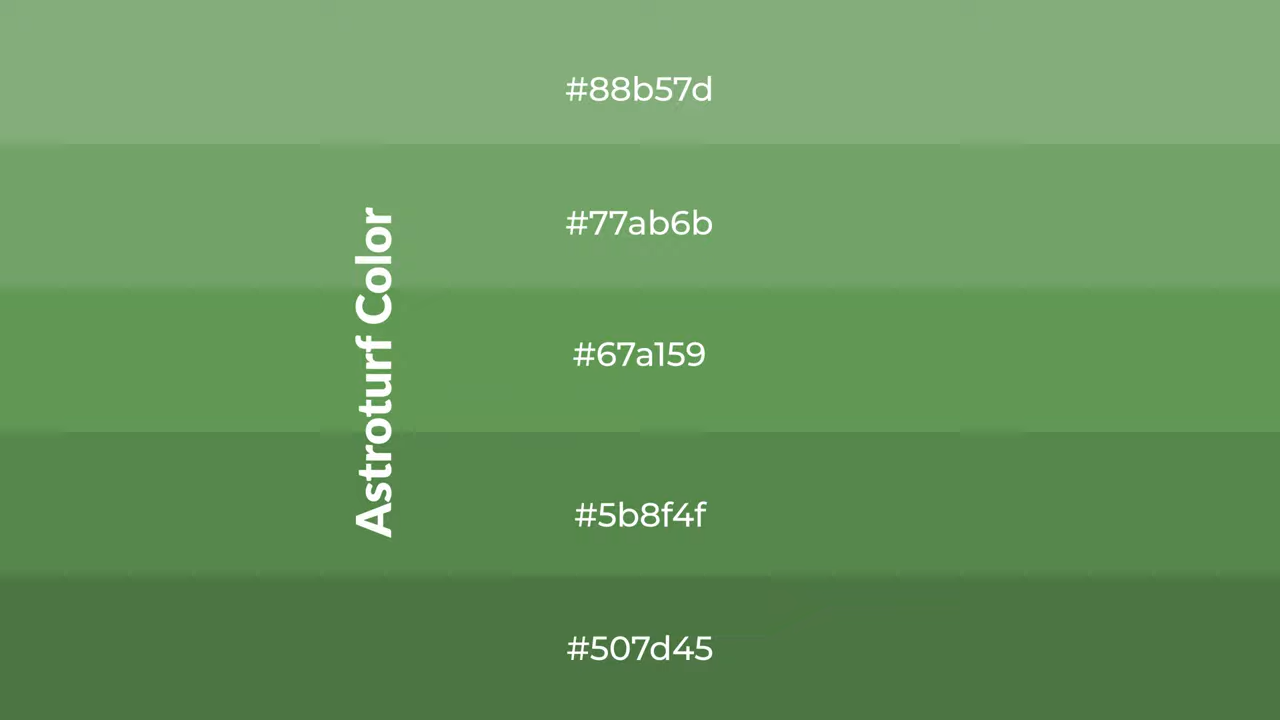 Astroturf Color
#88b57d
#77ab6b
#67a159
#5b8f4f
#507d45